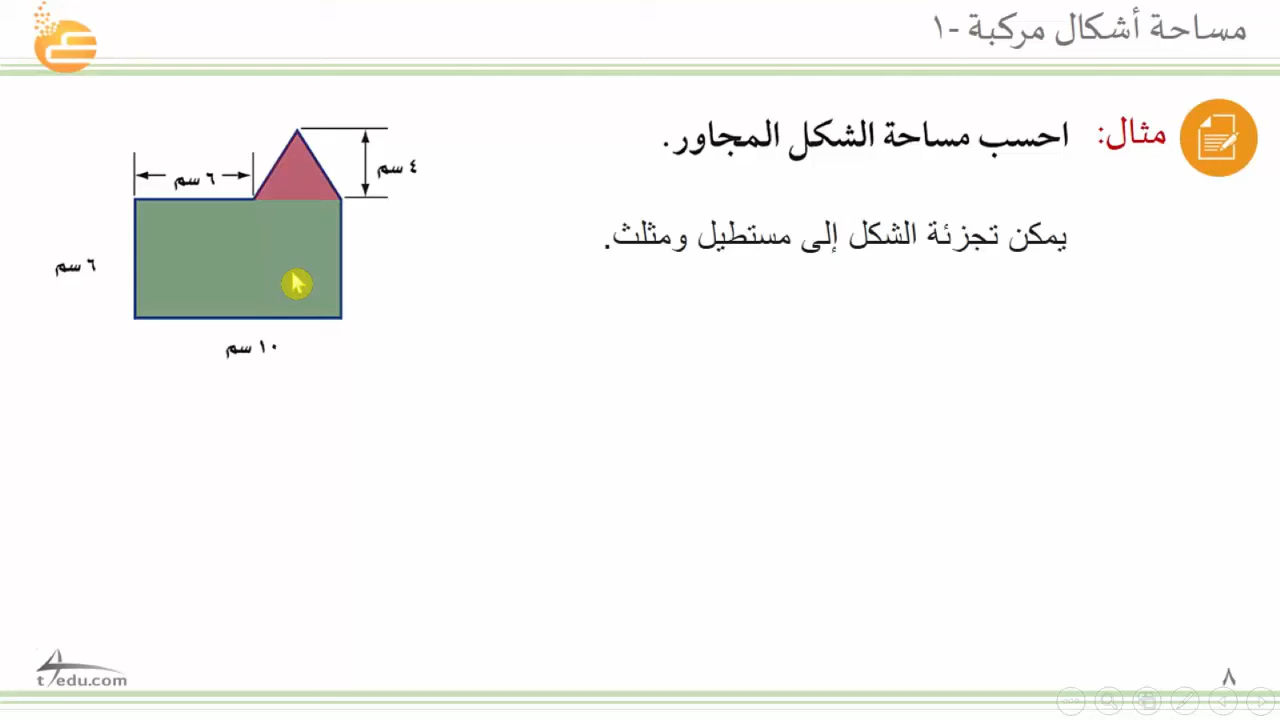 مساحة أشكال مركبة -١
مثال: احسب مساحة الشكل المجاور.
يمكن تجزئة الشكل إلى مستطيل ومثلث.
٤ سم
٦ سم
٦ سم
١٠ سم
t4edu.com
٨